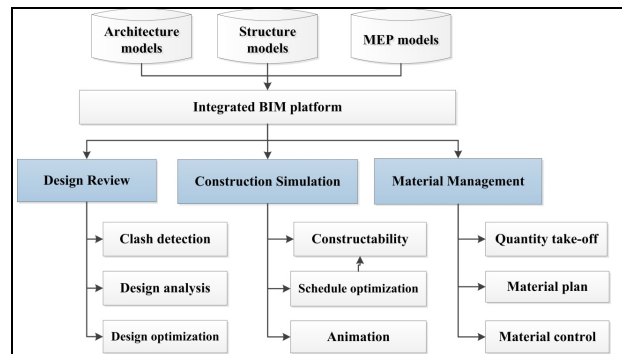 Architecture
models
Structure
models
MEP models
Integrated BIM platform
Design Review
Construction Simulation
Material Management
Clash detection
Constructability
Quantity take-off
Design analysis
Schedule optimization
Material plan
Design optimization
Animation
Material control